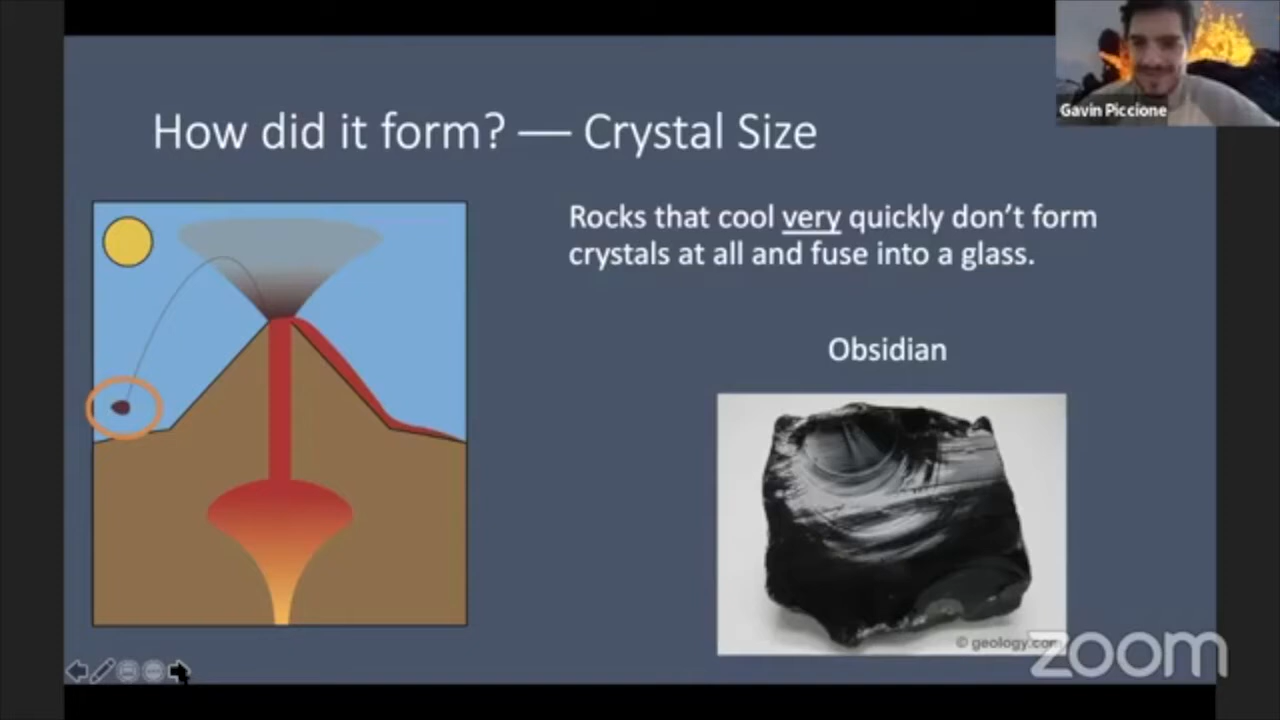 Gavin Piccione
How did it form? — Crystal Size
Rocks that cool very quickly don't form
crystals at all and fuse into a glass.
Obsidian
© geology.com
zoom